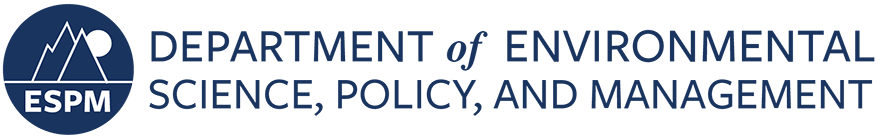 ESPM
DEPARTMENT of ENVIRONMENTAL
SCIENCE, POLICY, AND MANAGEMENT